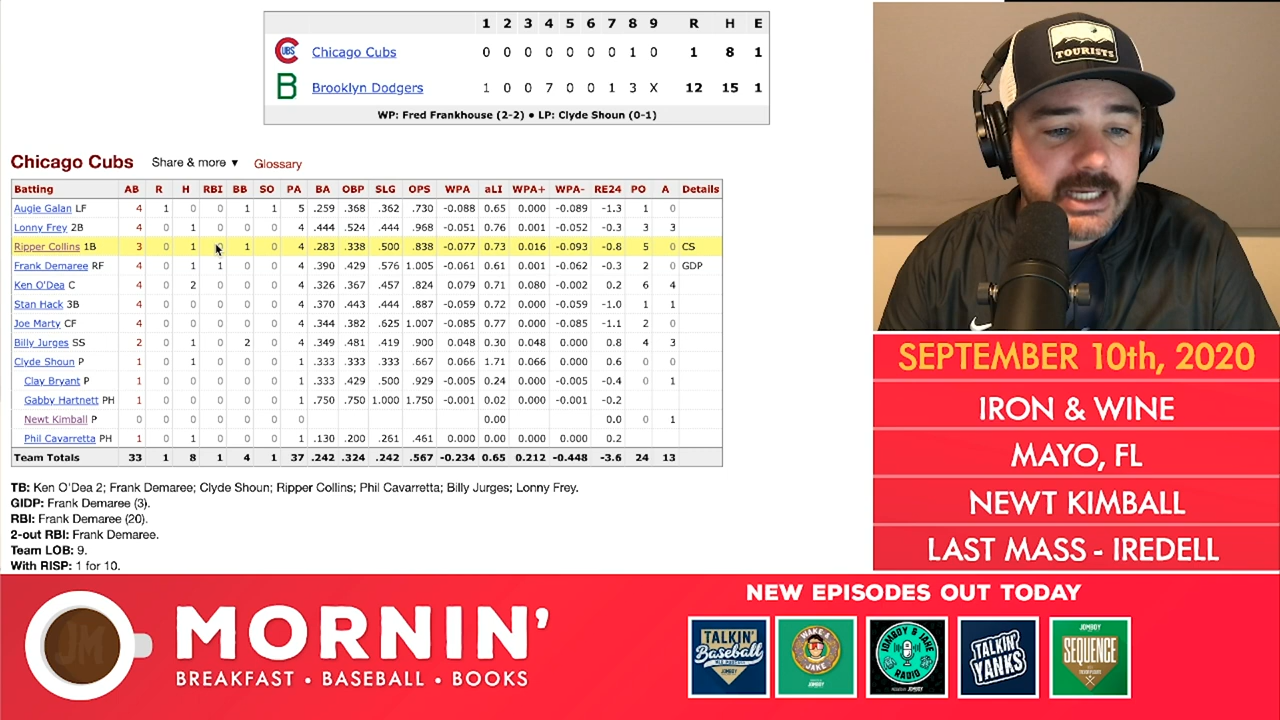 1 2 3 4 5 6 7 8 9 R H E
CUBS Chicago Cubs 0 0 0 0 0 0 0 1 0 1 8 1
B Brooklyn Dodgers 1 0 0 7 0 0 1 3 X 12 15 1
WP: Fred Frankhouse (2-2) • LP: Clyde Shoun (0-1)
Chicago Cubs Share & more ▼ Glossary
Batting AB R H RBI BB SO PA BA OBP SLG OPS WPA aLI WPA+ WPA- RE24 PO A Details
Augie Galan LF 4 1 0 0 1 1 5 .259 .368 .362 .730 -0.088 0.65 0.000 -0.089 -1.3 1 0
Lonny Frey 2B 4 0 1 0 0 0 4 .444 .524 .444 .968 -0.051 0.76 0.001 -0.052 -0.3 3 3
Ripper Collins 1B 3 0 1 0 1 0 4 .283 .338 .500 .838 -0.077 0.73 0.016 -0.093 -0.8 5 0 CS
Frank Demaree RF 4 0 1 1 0 0 4 .390 .429 .576 1.005 -0.061 0.61 0.001 -0.062 -0.3 2 0 GDP
Ken O'Dea C 4 0 2 0 0 0 4 .326 .367 .457 .824 0.079 0.71 0.080 -0.002 0.2 6 4
Stan Hack 3B 4 0 0 0 0 0 4 .370 .443 .444 .887 -0.059 0.72 0.000 -0.059 -1.0 1 1
Joe Marty CF 4 0 0 0 0 0 4 .344 .382 .625 1.007 -0.085 0.77 0.000 -0.085 -1.1 2 0
Billy Jurges SS 2 0 1 0 2 0 4 .349 .481 .419 .900 0.048 0.30 0.048 0.000 0.8 4 3
Clyde Shoun P 1 0 1 0 0 0 1 .333 .333 .333 .667 0.066 1.71 0.066 0.000 0.6 0 0
Clay Bryant P 1 0 0 0 0 0 1 .333 .429 .500 .929 -0.005 0.24 0.000 -0.005 -0.4 0 1
Gabby Hartnett PH 1 0 0 0 0 0 1 .750 .750 1.000 1.750 -0.001 0.02 0.000 -0.001 -0.2
Newt Kimball P 0 0 0 0 0 0 0 0.00 0.0 0 1
Phil Cavarretta PH 1 0 1 0 0 0 1 .130 .200 .261 .461 0.000 0.00 0.000 0.000 0.2
Team Totals 33 1 8 1 4 1 37 .242 .324 .242 .567 -0.234 0.65 0.212 -0.448 -3.6 24 13
TB: Ken O'Dea 2; Frank Demaree; Clyde Shoun; Ripper Collins; Phil Cavarretta; Billy Jurges; Lonny Frey.
GIDP: Frank Demaree (3).
RBI: Frank Demaree (20).
2-out RBI: Frank Demaree.
Team LOB: 9.
With RISP: 1 for 10.
TOURISTS
SEPTEMBER 10th, 2020
IRON & WINE
MAYO, FL
NEWT KIMBALL
LAST MASS - IREDELL
JM
MORNIN'
BREAKFAST • BASEBALL • BOOKS
NEW EPISODES OUT TODAY
TALKIN' Baseball
WAKE & JAKE
JOMBOY & JAKE RADIO
TALKIN' YANKS
JOMBOY SEQUENCE